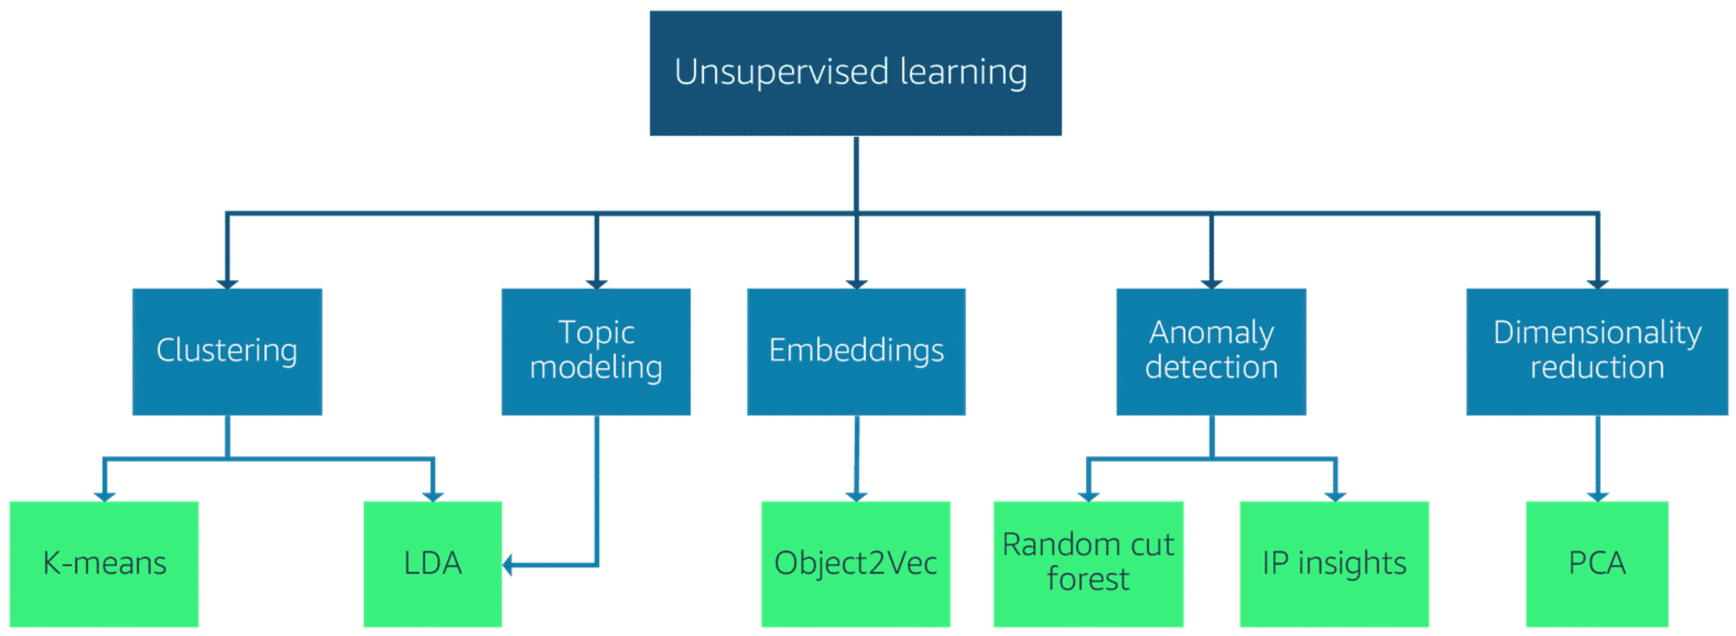 Unsupervised learning
Clustering
Topic
modeling
Embeddings
Anomaly
detection
Dimensionality
reduction
K-means
LDA
Object2Vec
Random cut
forest
IP insights
PCA